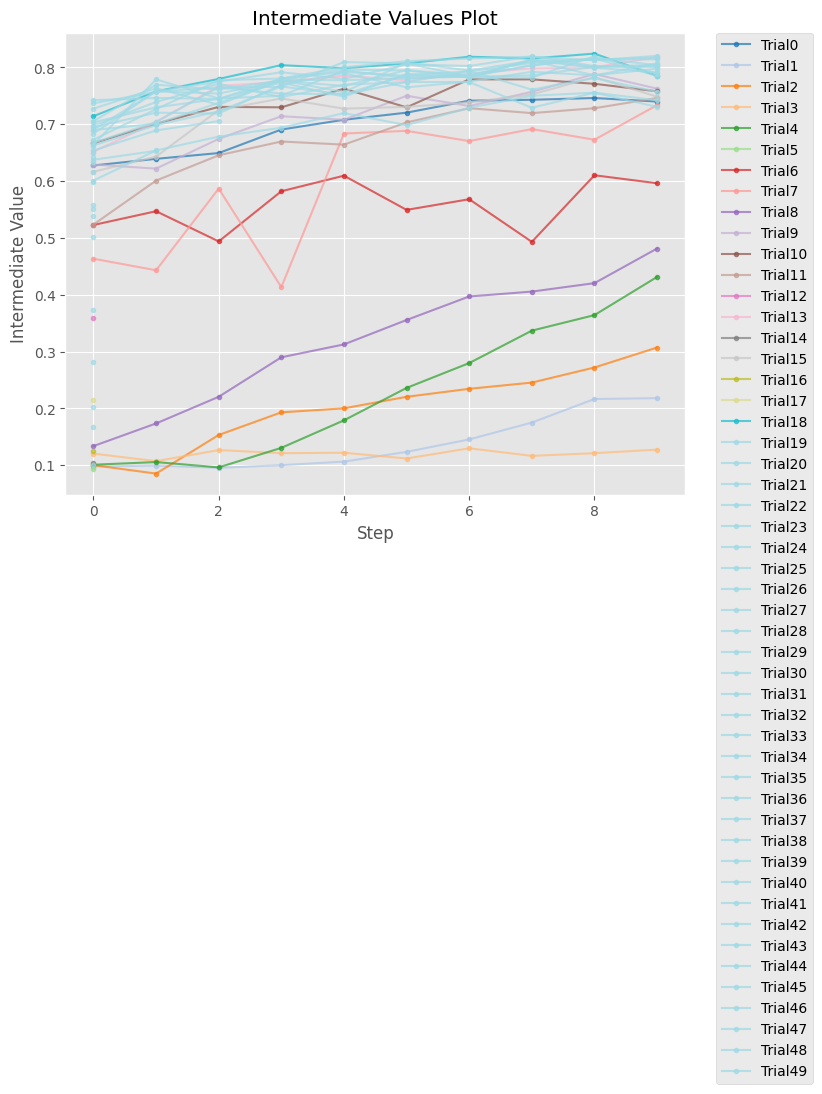 Intermediate Values Plot
Intermediate Value
0.8
0.7
0.6
0.5
0.4
0.3
0.2
0.1
0 2 4 6 8
Step
Trial0
Trial1
Trial2
Trial3
Trial4
Trial5
Trial6
Trial7
Trial8
Trial9
Trial10
Trial11
Trial12
Trial13
Trial14
Trial15
Trial16
Trial17
Trial18
Trial19
Trial20
Trial21
Trial22
Trial23
Trial24
Trial25
Trial26
Trial27
Trial28
Trial29
Trial30
Trial31
Trial32
Trial33
Trial34
Trial35
Trial36
Trial37
Trial38
Trial39
Trial40
Trial41
Trial42
Trial43
Trial44
Trial45
Trial46
Trial47
Trial48
Trial49